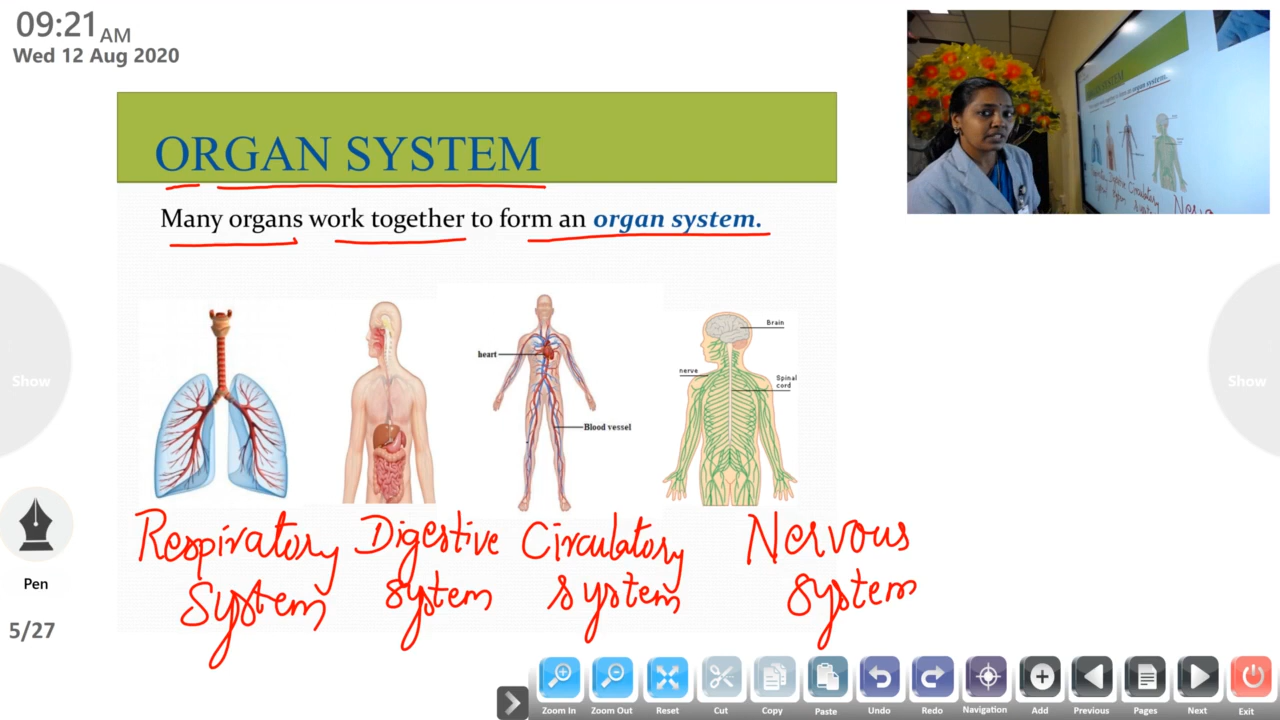 09:21 AM
Wed 12 Aug 2020
ORGAN SYSTEM
Many organs work together to form an organ system.
Brain
heart
nerve
Spinal cord
Blood vessel
Show
Show
Respiratory System
Digestive system
Circulatory system
Nervous system
Pen
5/27
Zoom In
Zoom Out
Reset
Cut
Copy
Paste
Undo
Redo
Navigation
Add
Previous
Pages
Next
Exit